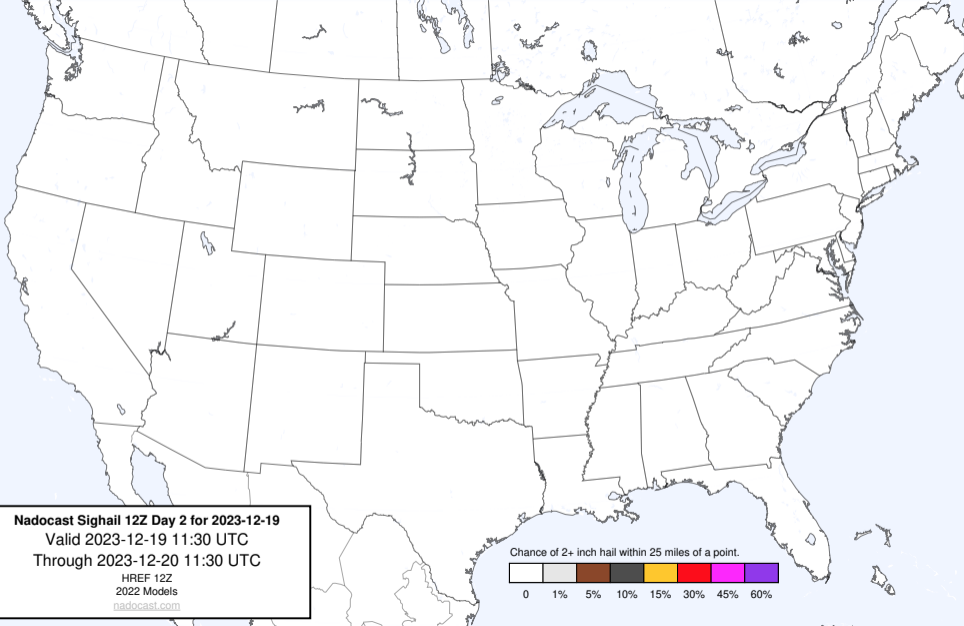 Nadocast Sighail 12Z Day 2 for 2023-12-19
Valid 2023-12-19 11:30 UTC
Through 2023-12-20 11:30 UTC
HREF 12Z
2022 Models
nadocast.com
Chance of 2+ inch hail within 25 miles of a point.
0 1% 5% 10% 15% 30% 45% 60%